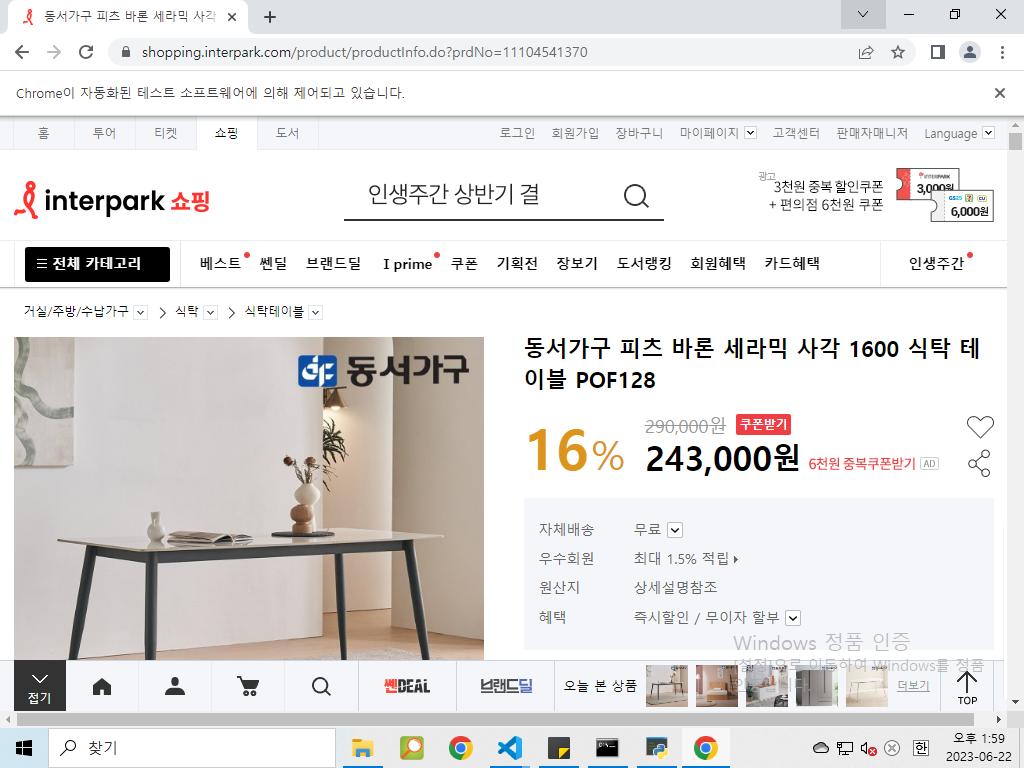 동서가구 피츠 바론 세라믹 사각
shopping.interpark.com/product/productInfo.do?prdNo=11104541370
Chrome이 자동화된 테스트 소프트웨어에 의해 제어되고 있습니다.
홈 투어 티켓 쇼핑 도서 로그인 회원가입 장바구니 마이페이지 고객센터 판매자매니저 Language
interpark 쇼핑 인생주간 상반기 결
광고
3천원 중복 할인쿠폰
+ 편의점 6천원 쿠폰
INTERPARK
3,000원
GS25 CU
6,000원
전체 카테고리 베스트 쎈딜 브랜드딜 I prime 쿠폰 기획전 장보기 도서랭킹 회원혜택 카드혜택 인생주간
거실/주방/수납가구 식탁 식탁테이블
동서가구
동서가구 피츠 바론 세라믹 사각 1600 식탁 테
이블 POF128
16% 290,000원 쿠폰받기
243,000원 6천원 중복쿠폰받기 AD
자체배송 무료
우수회원 최대 1.5% 적립
원산지 상세설명참조
혜택 즉시할인 / 무이자 할부
Windows 정품 인증
[설정]으로 이동하여 Windows를 정품
접기 쎈DEAL 브랜드딜 오늘 본 상품 더보기 TOP
찾기 한 오후 1:59
2023-06-22